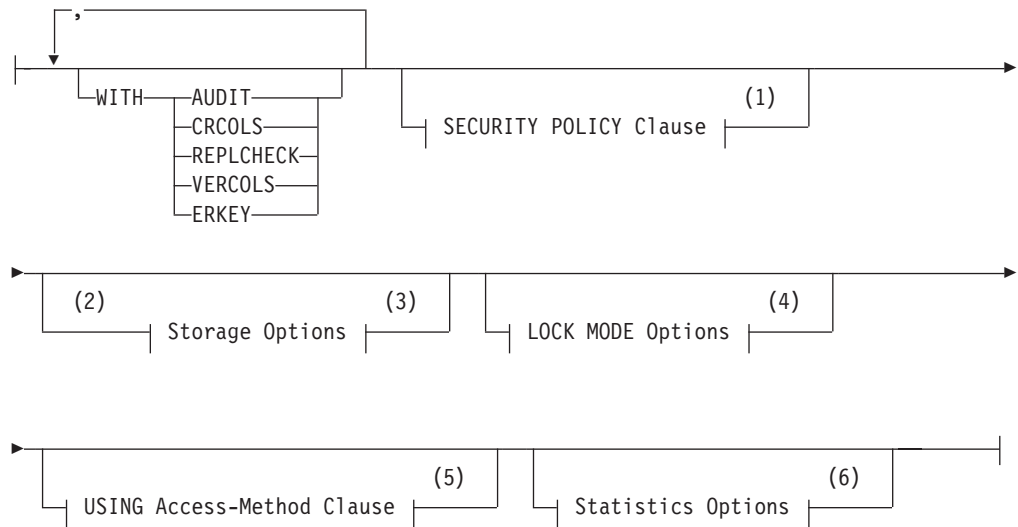 ,
WITH AUDIT
CRCOLS
REPLCHECK
VERCOLS
ERKEY
(1)
SECURITY POLICY Clause
(2) (3)
Storage Options
(4)
LOCK MODE Options
(5)
USING Access-Method Clause
(6)
Statistics Options